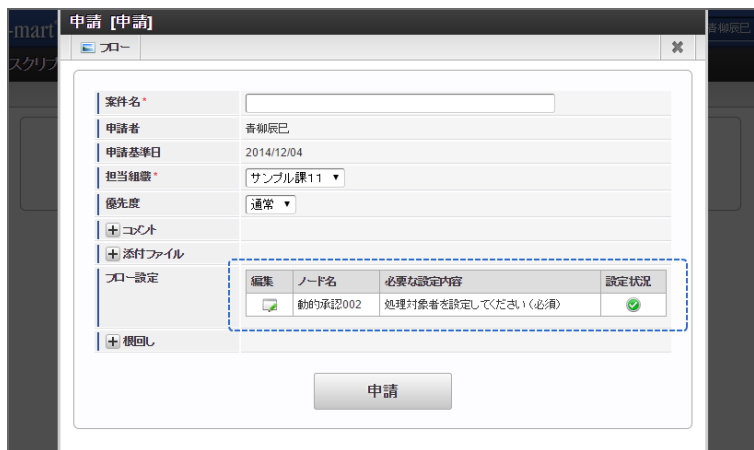 -mart
申請 [申請]
青柳辰巳
フロー
スクリプ
案件名*
申請者 青柳辰巳
申請基準日 2014/12/04
担当組織* サンプル課11
優先度 通常
コメント
添付ファイル
フロー設定
編集 ノード名 必要な設定内容 設定状況
動的承認002 処理対象者を設定してください(必須)
根回し
申請